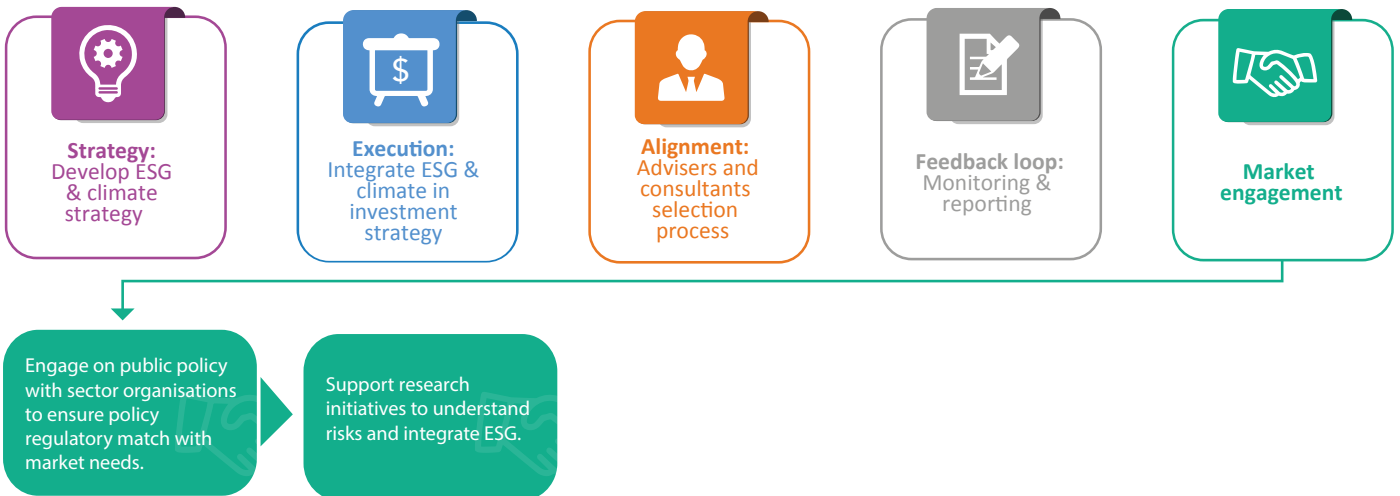 Strategy:
Develop ESG
& climate
strategy
Execution:
Integrate ESG &
climate in
investment
strategy
Alignment:
Advisers and
consultants
selection
process
Feedback loop:
Monitoring &
reporting
Market
engagement
$
Engage on public policy
with sector organisations
to ensure policy
regulatory match with
market needs.
Support research
initiatives to understand
risks and integrate ESG.